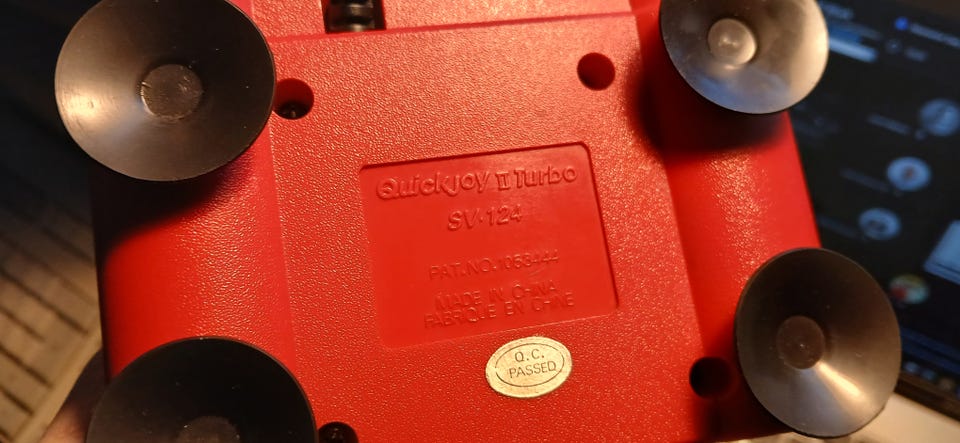 Quickjoy II Turbo
SV-124
PAT.NO.1053444
MADE IN CHINA
FABRIQUE EN CHINE
Q.C.
PASSED